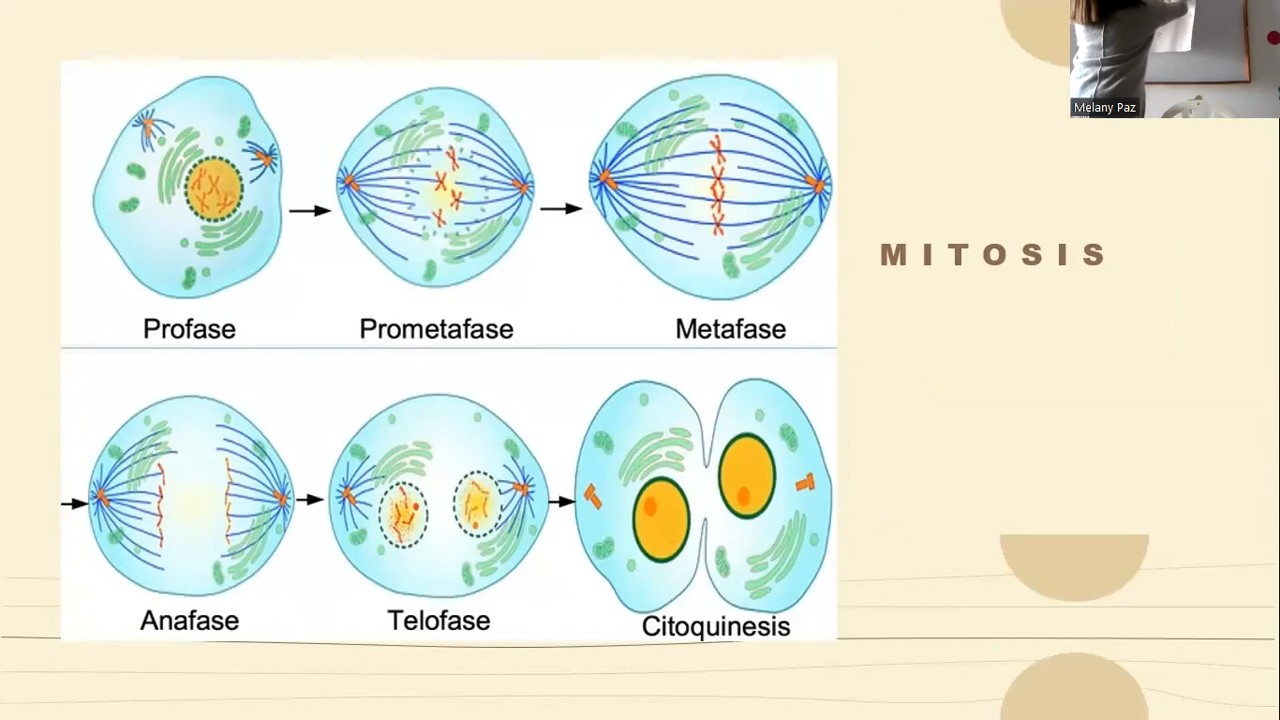 Melany Paz
MITOSIS
Profase
Prometafase
Metafase
Anafase
Telofase
Citoquinesis